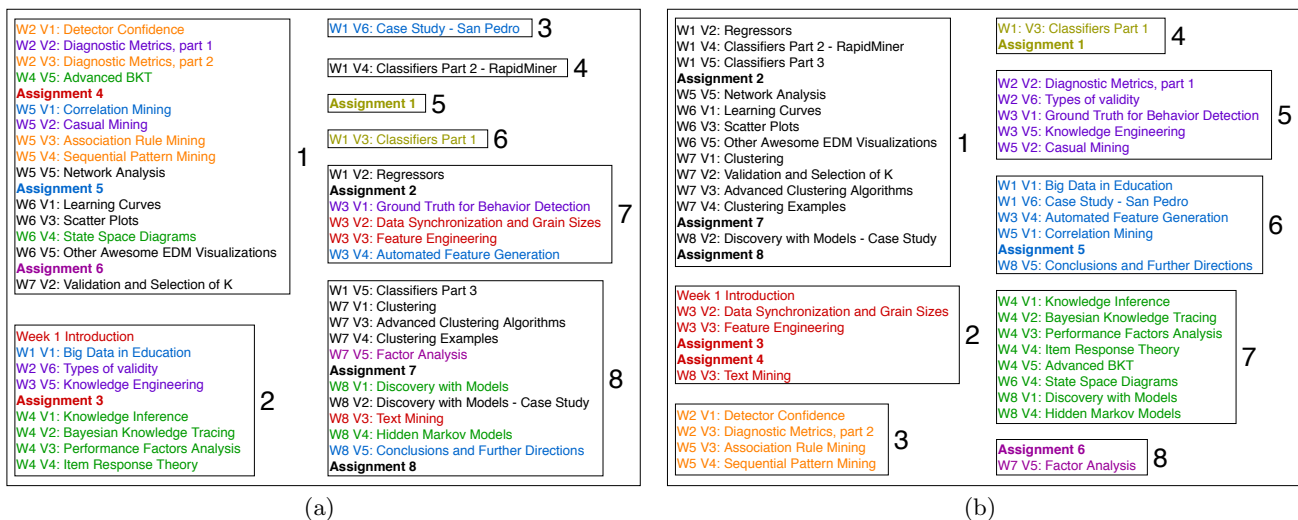 W2 V1: Detector Confidence
W2 V2: Diagnostic Metrics, part 1
W2 V3: Diagnostic Metrics, part 2
W4 V5: Advanced BKT
Assignment 4
W5 V1: Correlation Mining
W5 V2: Casual Mining
W5 V3: Association Rule Mining
W5 V4: Sequential Pattern Mining
W5 V5: Network Analysis
Assignment 5
W6 V1: Learning Curves
W6 V3: Scatter Plots
W6 V4: State Space Diagrams
W6 V5: Other Awesome EDM Visualizations
Assignment 6
W7 V2: Validation and Selection of K
1
Week 1 Introduction
W1 V1: Big Data in Education
W2 V6: Types of validity
W3 V5: Knowledge Engineering
Assignment 3
W4 V1: Knowledge Inference
W4 V2: Bayesian Knowledge Tracing
W4 V3: Performance Factors Analysis
W4 V4: Item Response Theory
2
W1 V6: Case Study - San Pedro
3
W1 V4: Classifiers Part 2 - RapidMiner
4
Assignment 1
5
W1 V3: Classifiers Part 1
6
W1 V2: Regressors
Assignment 2
W3 V1: Ground Truth for Behavior Detection
W3 V2: Data Synchronization and Grain Sizes
W3 V3: Feature Engineering
W3 V4: Automated Feature Generation
7
W1 V5: Classifiers Part 3
W7 V1: Clustering
W7 V3: Advanced Clustering Algorithms
W7 V4: Clustering Examples
W7 V5: Factor Analysis
Assignment 7
W8 V1: Discovery with Models
W8 V2: Discovery with Models - Case Study
W8 V3: Text Mining
W8 V4: Hidden Markov Models
W8 V5: Conclusions and Further Directions
Assignment 8
8
(a)
W1 V2: Regressors
W1 V4: Classifiers Part 2 - RapidMiner
W1 V5: Classifiers Part 3
Assignment 2
W5 V5: Network Analysis
W6 V1: Learning Curves
W6 V3: Scatter Plots
W6 V5: Other Awesome EDM Visualizations
W7 V1: Clustering
W7 V2: Validation and Selection of K
W7 V3: Advanced Clustering Algorithms
W7 V4: Clustering Examples
Assignment 7
W8 V2: Discovery with Models - Case Study
Assignment 8
1
Week 1 Introduction
W3 V2: Data Synchronization and Grain Sizes
W3 V3: Feature Engineering
Assignment 3
Assignment 4
W8 V3: Text Mining
2
W2 V1: Detector Confidence
W2 V3: Diagnostic Metrics, part 2
W5 V3: Association Rule Mining
W5 V4: Sequential Pattern Mining
3
W1: V3: Classifiers Part 1
Assignment 1
4
W2 V2: Diagnostic Metrics, part 1
W2 V6: Types of validity
W3 V1: Ground Truth for Behavior Detection
W3 V5: Knowledge Engineering
W5 V2: Casual Mining
5
W1 V1: Big Data in Education
W1 V6: Case Study - San Pedro
W3 V4: Automated Feature Generation
W5 V1: Correlation Mining
Assignment 5
W8 V5: Conclusions and Further Directions
6
W4 V1: Knowledge Inference
W4 V2: Bayesian Knowledge Tracing
W4 V3: Performance Factors Analysis
W4 V4: Item Response Theory
W4 V5: Advanced BKT
W6 V4: State Space Diagrams
W8 V1: Discovery with Models
W8 V4: Hidden Markov Models
7
Assignment 6
W7 V5: Factor Analysis
8
(b)